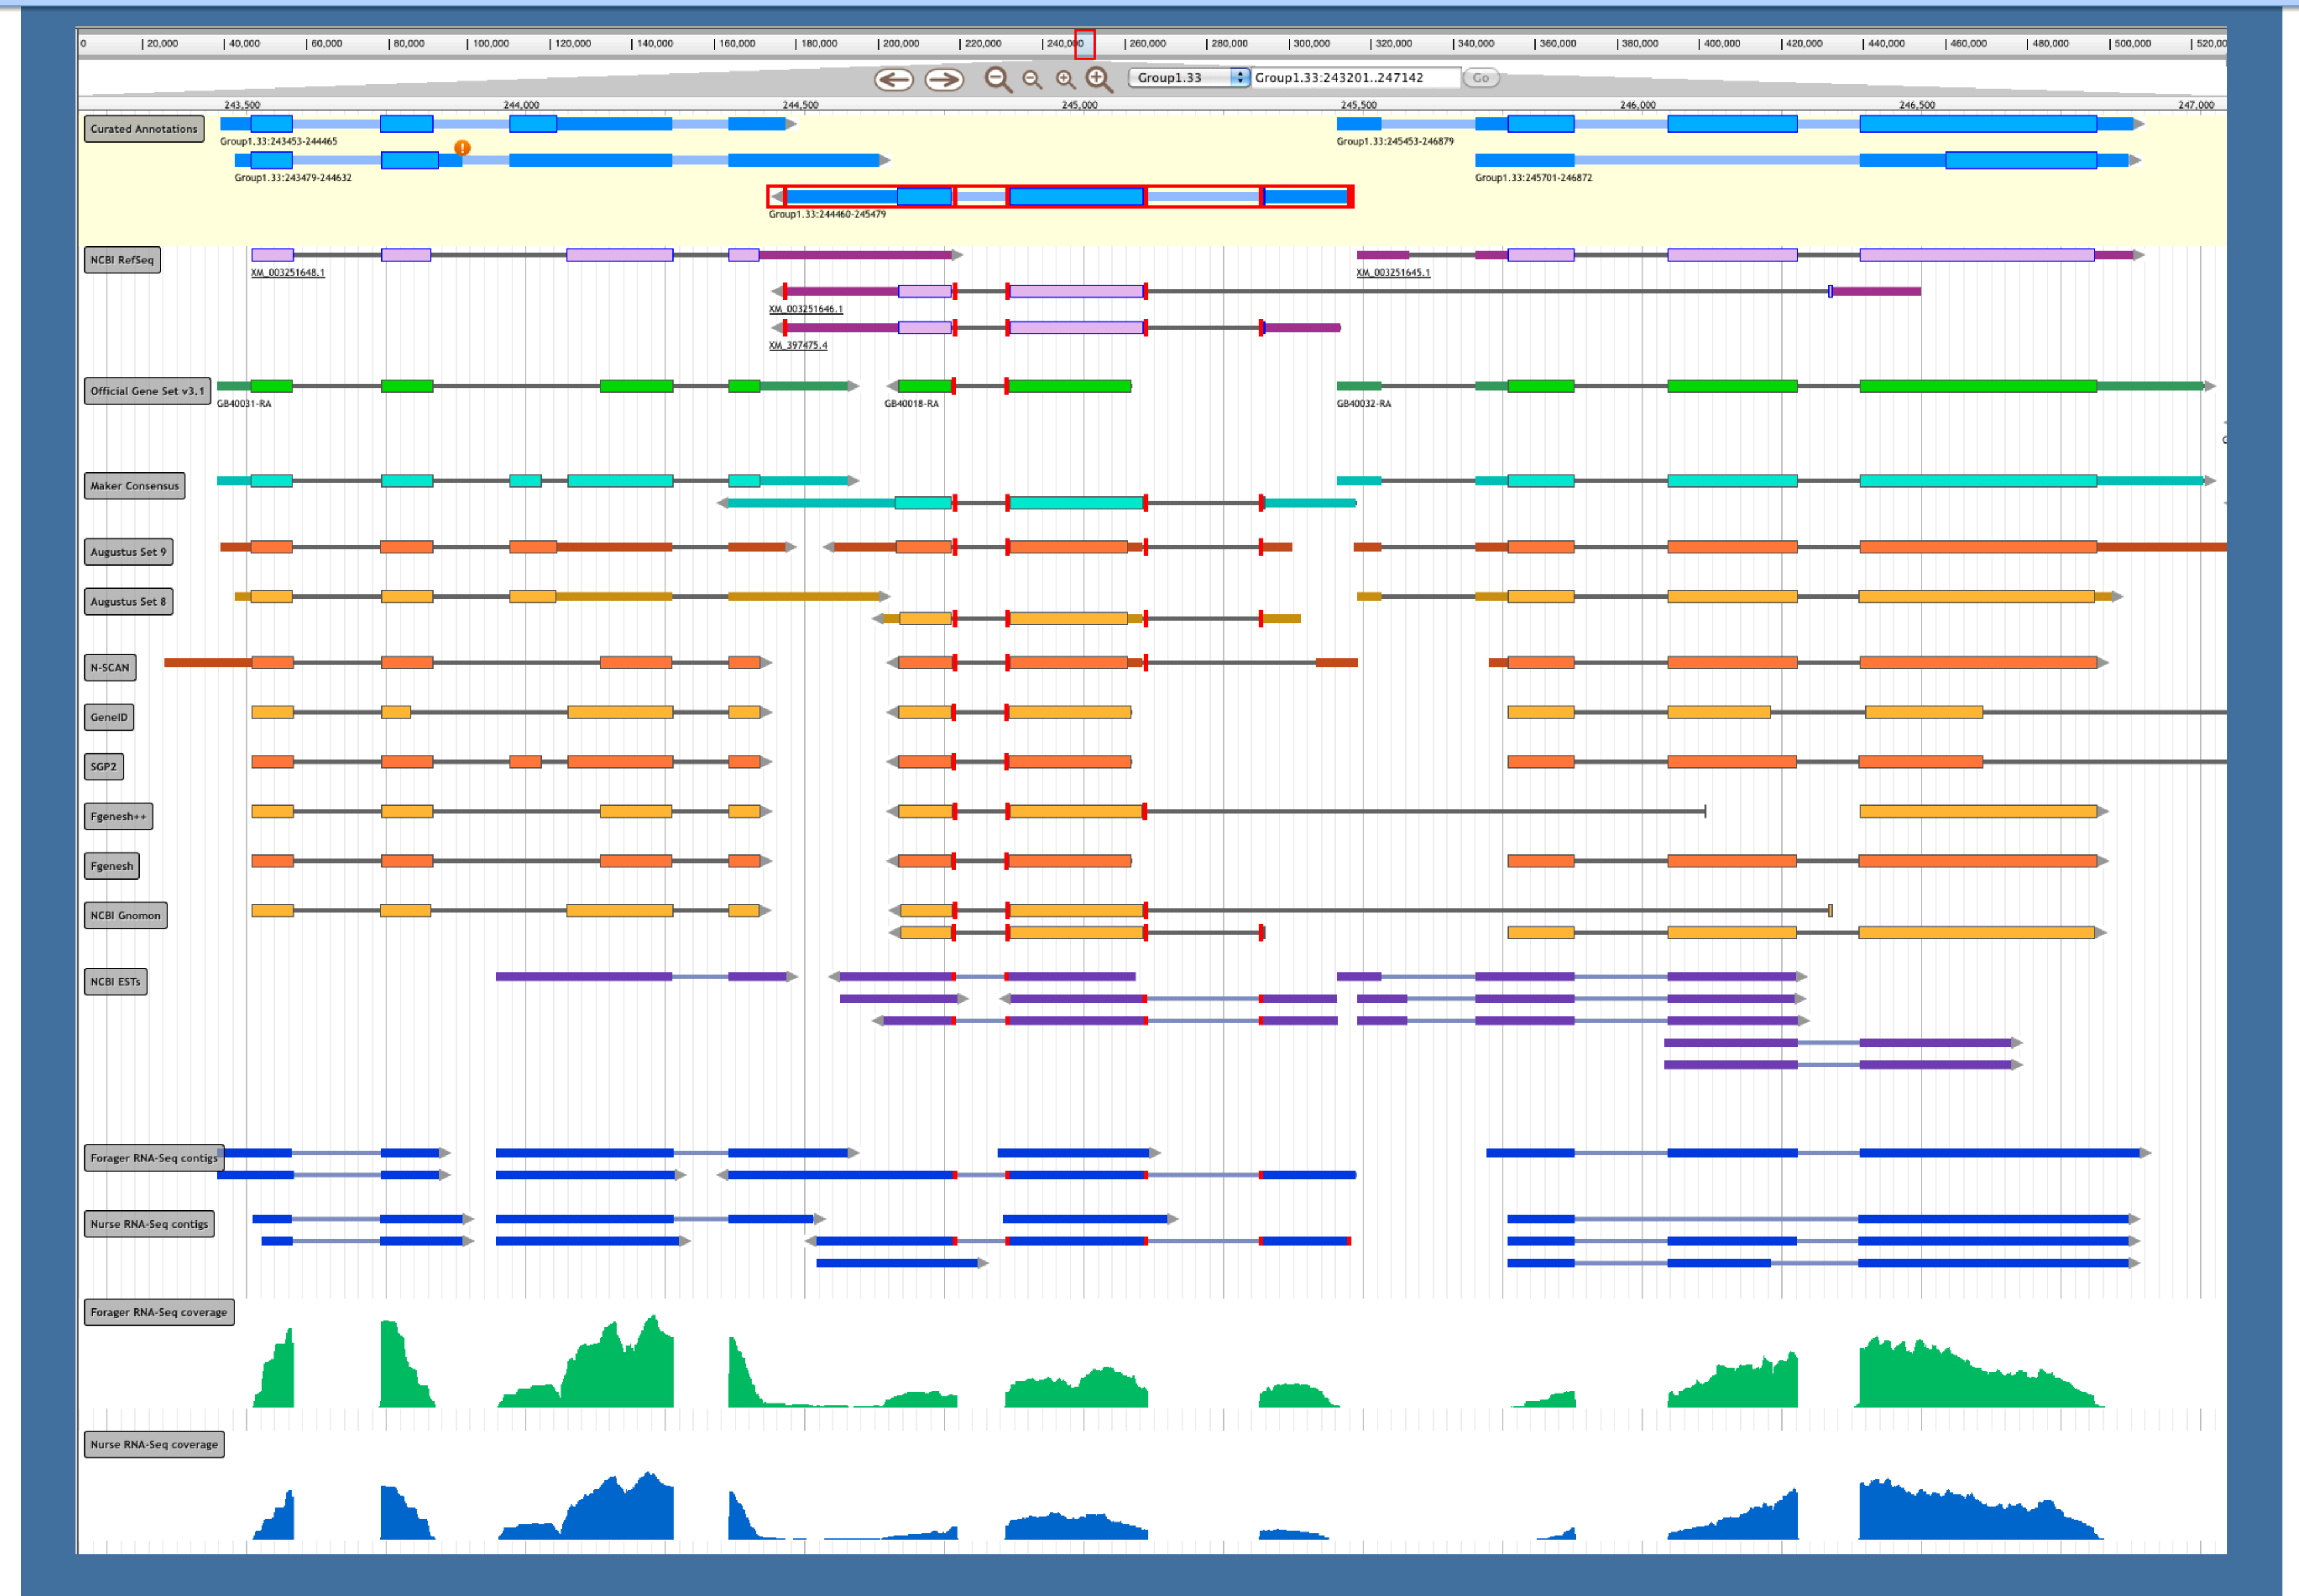 0 20,000 40,000 60,000 80,000 100,000 120,000 140,000 160,000 180,000 200,000 220,000 240,000 260,000 280,000 300,000 320,000 340,000 360,000 380,000 400,000 420,000 440,000 460,000 480,000 500,000 520,00
Group1.33 Group1.33:243201..247142 Go
243,500 244,000 244,500 245,000 245,500 246,000 246,500 247,000
Curated Annotations
Group1.33:243453-244465 Group1.33:245453-246879
!
Group1.33:243479-244632 Group1.33:245701-246872
Group1.33:244460-245479
NCBI RefSeq
XM_003251648.1 XM_003251645.1
XM_003251646.1
XM_397475.4
Official Gene Set v3.1
GB40031-RA GB40018-RA GB40032-RA
Maker Consensus
Augustus Set 9
Augustus Set 8
N-SCAN
GeneID
SGP2
Fgenesh++
Fgenesh
NCBI Gnomon
NCBI ESTs
Forager RNA-Seq contigs
Nurse RNA-Seq contigs
Forager RNA-Seq coverage
Nurse RNA-Seq coverage